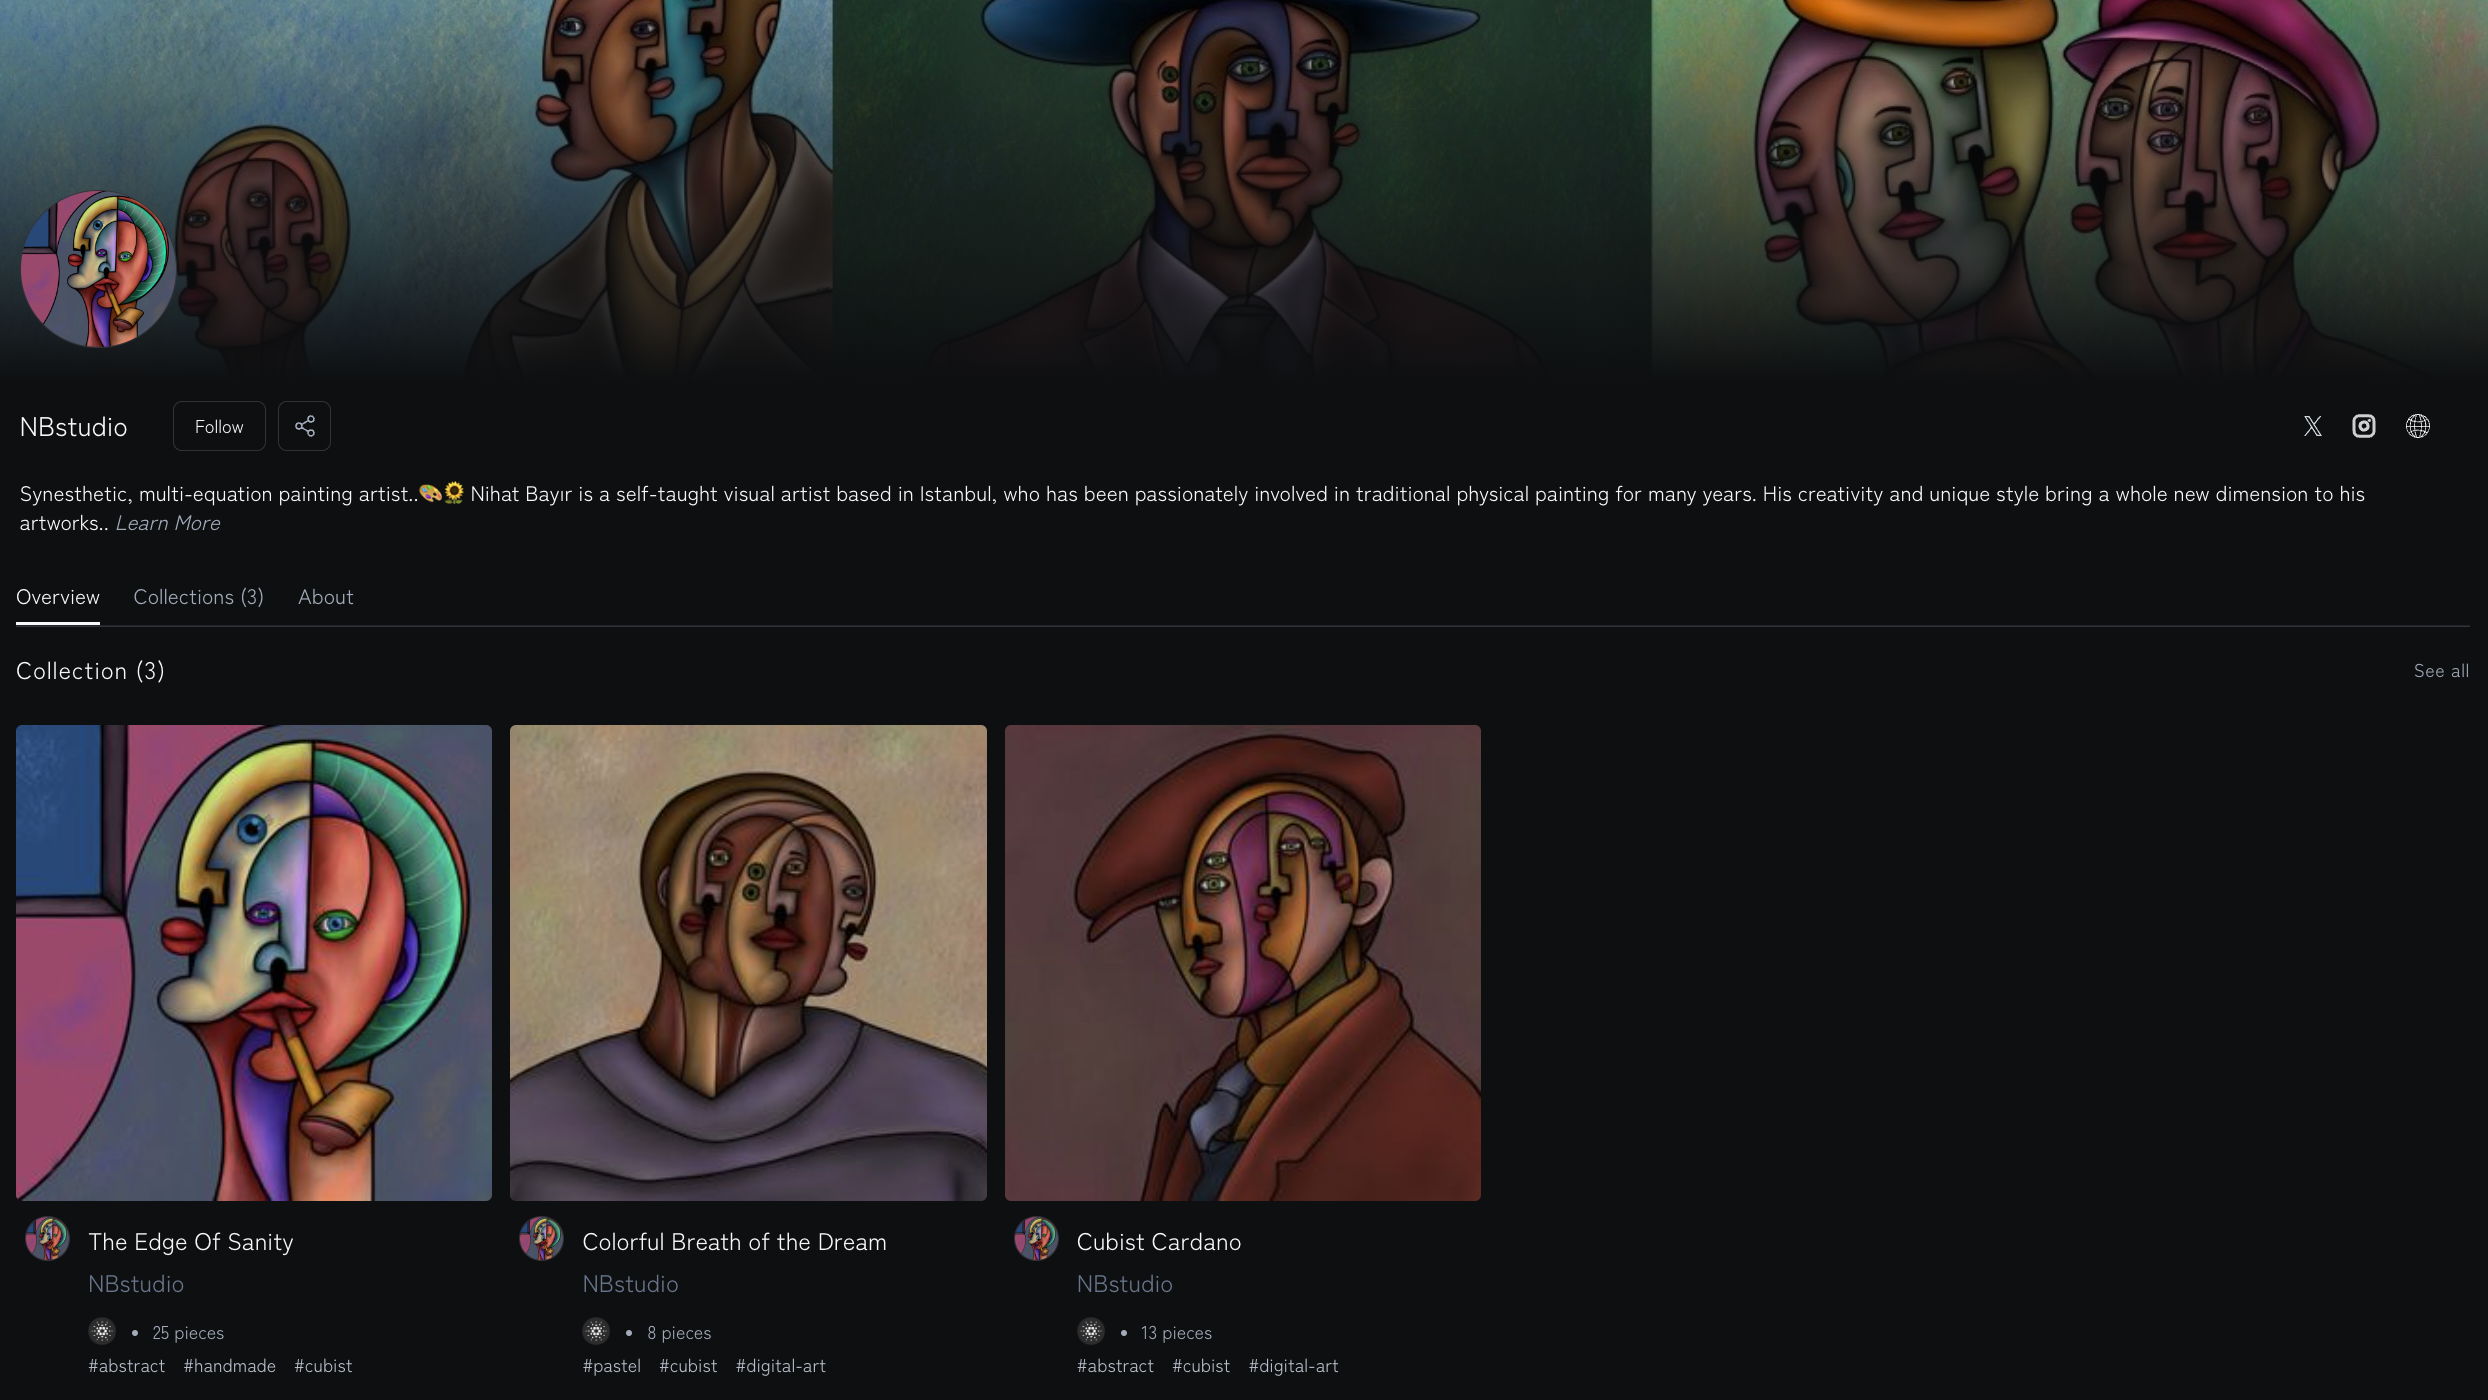 NBstudio
Follow
Synesthetic, multi-equation painting artist..🎨🌻 Nihat Bayır is a self-taught visual artist based in Istanbul, who has been passionately involved in traditional physical painting for many years. His creativity and unique style bring a whole new dimension to his
artworks.. Learn More
Overview Collections (3) About
Collection (3) See all
The Edge Of Sanity
NBstudio
• 25 pieces
#abstract #handmade #cubist
Colorful Breath of the Dream
NBstudio
• 8 pieces
#pastel #cubist #digital-art
Cubist Cardano
NBstudio
• 13 pieces
#abstract #cubist #digital-art